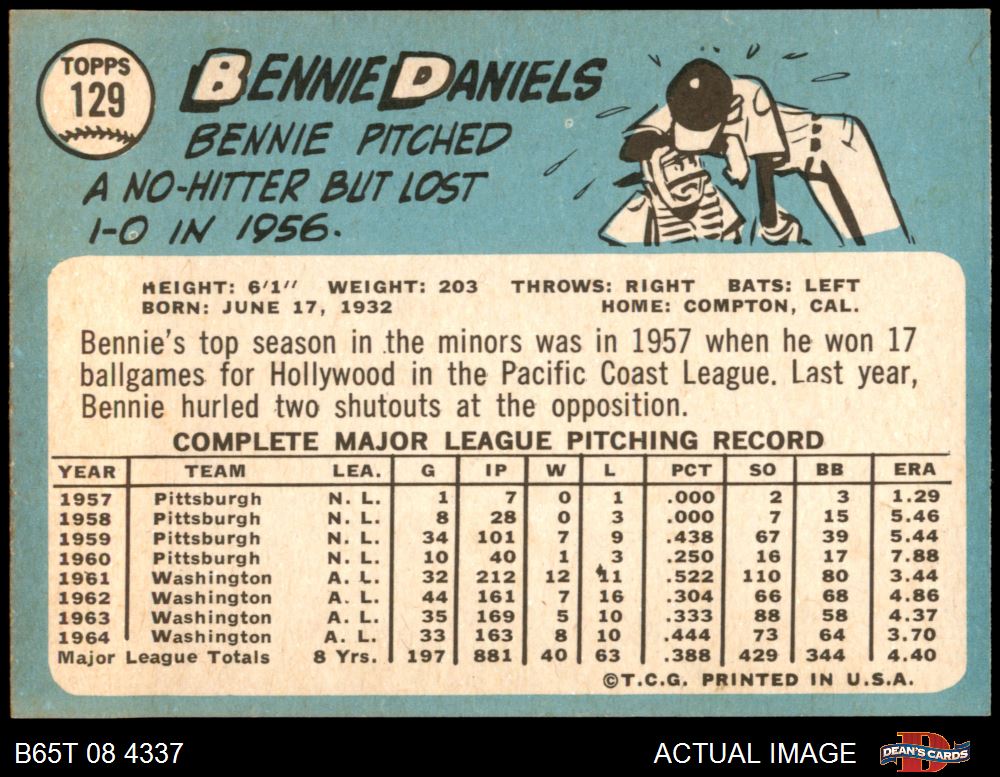 TOPPS
129
BENNIE DANIELS
BENNIE PITCHED
A NO-HITTER BUT LOST
1-0 IN 1956.
HEIGHT: 6'1" WEIGHT: 203 THROWS: RIGHT BATS: LEFT
BORN: JUNE 17, 1932 HOME: COMPTON, CAL.
Bennie's top season in the minors was in 1957 when he won 17
ballgames for Hollywood in the Pacific Coast League. Last year,
Bennie hurled two shutouts at the opposition.
COMPLETE MAJOR LEAGUE PITCHING RECORD
YEAR TEAM LEA. G IP W L PCT SO BB ERA
1957 Pittsburgh N. L. 1 7 0 1 .000 2 3 1.29
1958 Pittsburgh N. L. 8 28 0 3 .000 7 15 5.46
1959 Pittsburgh N. L. 34 101 7 9 .438 67 39 5.44
1960 Pittsburgh N. L. 10 40 1 3 .250 16 17 7.88
1961 Washington A. L. 32 212 12 11 .522 110 80 3.44
1962 Washington A. L. 44 161 7 16 .304 66 68 4.86
1963 Washington A. L. 35 169 5 10 .333 88 58 4.37
1964 Washington A. L. 33 163 8 10 .444 73 64 3.70
Major League Totals 8 Yrs. 197 881 40 63 .388 429 344 4.40
©T.C.G. PRINTED IN U.S.A.
B65T 08 4337 ACTUAL IMAGE DEAN'S CARDS